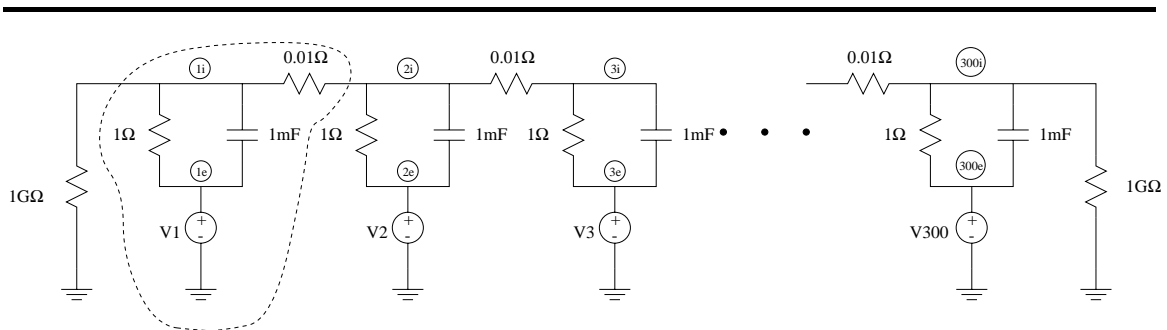 0.01Ω 0.01Ω 0.01Ω
1i 2i 3i 300i
1Ω 1mF 1Ω 1mF 1Ω 1mF 1Ω 1mF
1e 2e 3e 300e
1GΩ 1GΩ
V1 + - V2 + - V3 + - V300 + -